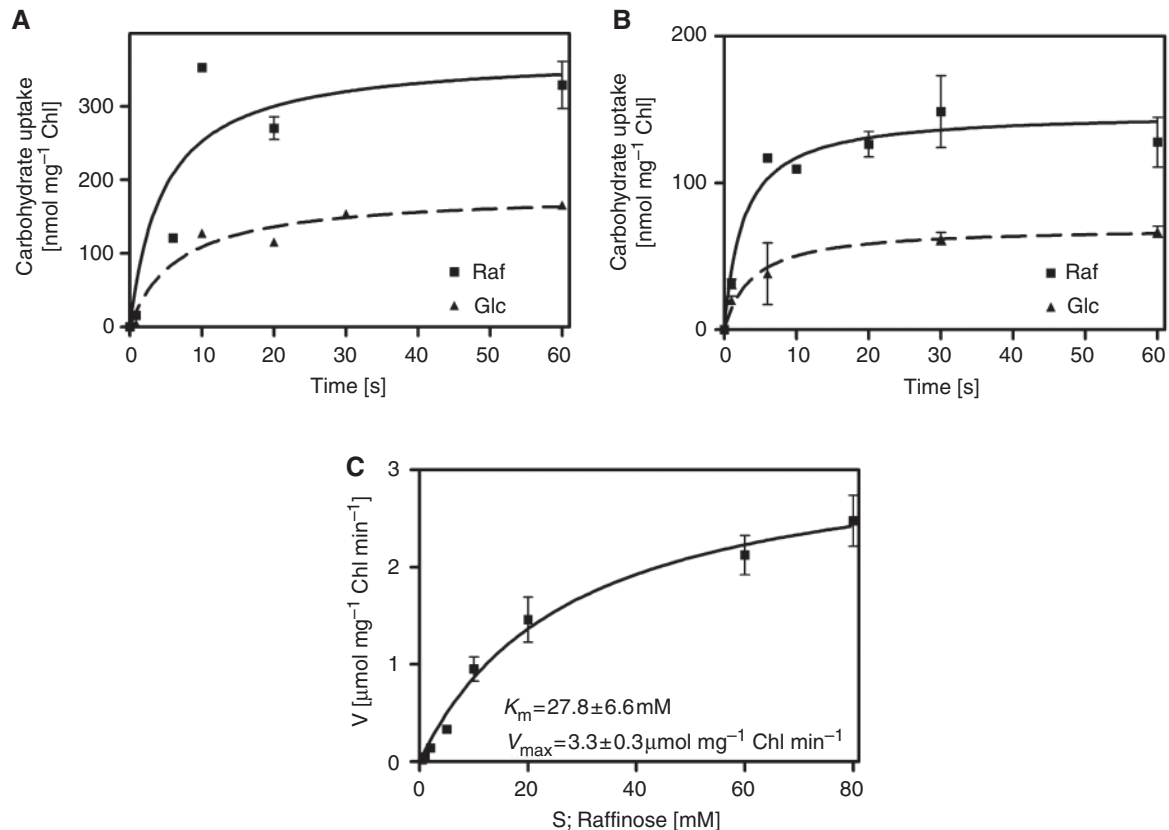 A
Carbohydrate uptake
[nmol mg⁻¹ Chl]
300
200
100
0
Raf
Glc
0 10 20 30 40 50 60
Time [s]
B
Carbohydrate uptake
[nmol mg⁻¹ Chl]
200
100
0
Raf
Glc
0 10 20 30 40 50 60
Time [s]
C
V [µmol mg⁻¹ Chl min⁻¹]
3
2
1
0
Km=27.8±6.6mM
Vmax=3.3±0.3µmol mg⁻¹ Chl min⁻¹
0 20 40 60 80
S; Raffinose [mM]